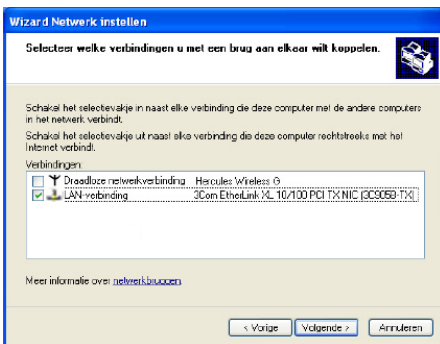 Wizard Netwerk instellen
Selecteer welke verbindingen u met een brug aan elkaar wilt koppelen.
Schakel het selectievakje in naast elke verbinding die deze computer met de andere computers
in het netwerk verbindt.
Schakel het selectievakje uit naast elke verbinding die deze computer rechtstreeks met het
Internet verbindt.
Verbindingen:
Draadloze netwerkverbinding Hercules Wireless G
LAN-verbinding 3Com EtherLink XL 10/100 PCI TX NIC (3C905B-TX)
Meer informatie over netwerkbruggen.
< Vorige Volgende > Annuleren